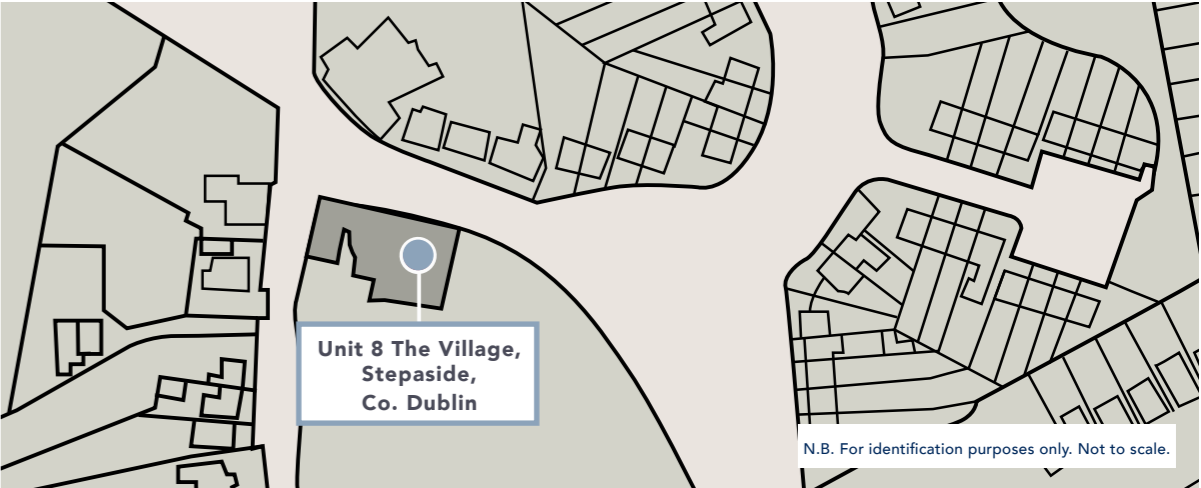 Unit 8 The Village,
Stepaside,
Co. Dublin
N.B. For identification purposes only. Not to scale.